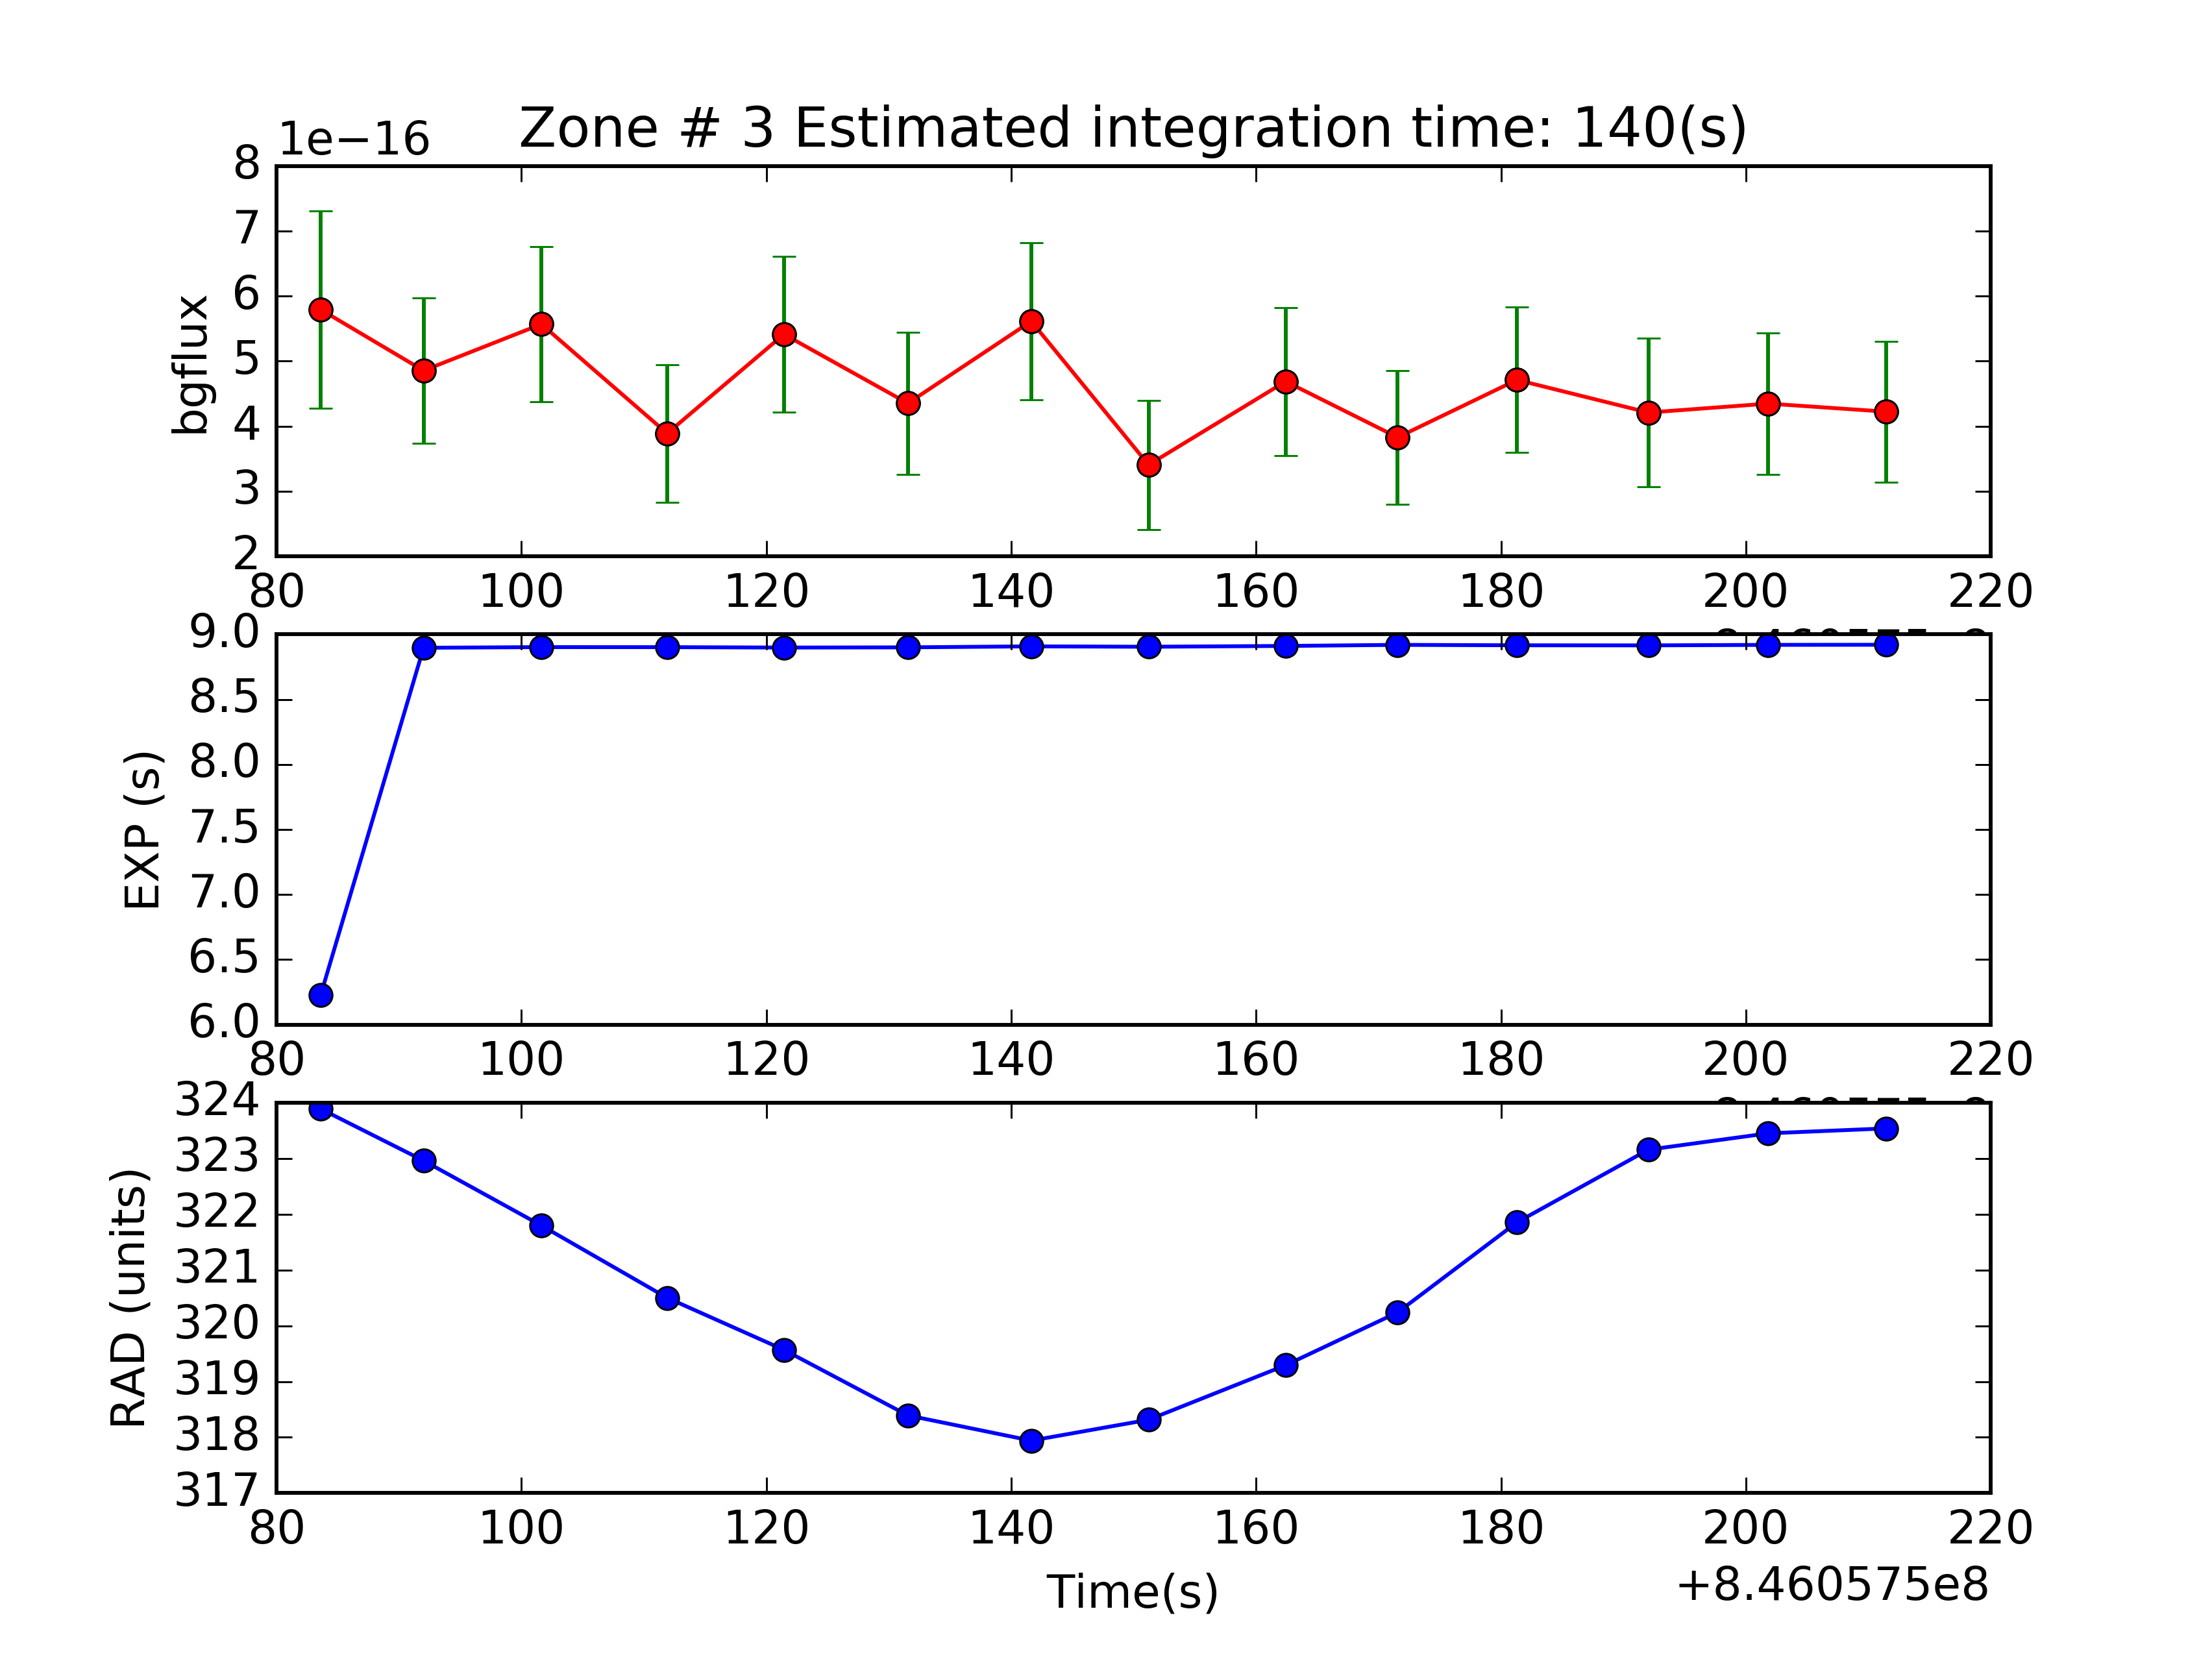 1e−16
Zone # 3 Estimated integration time: 140(s)
8
7
6
5
4
3
2
bgflux
80 100 120 140 160 180 200 220
9.0
8.5
8.0
7.5
7.0
6.5
6.0
EXP (s)
80 100 120 140 160 180 200 220
324
323
322
321
320
319
318
317
RAD (units)
80 100 120 140 160 180 200 220
Time(s)
+8.460575e8